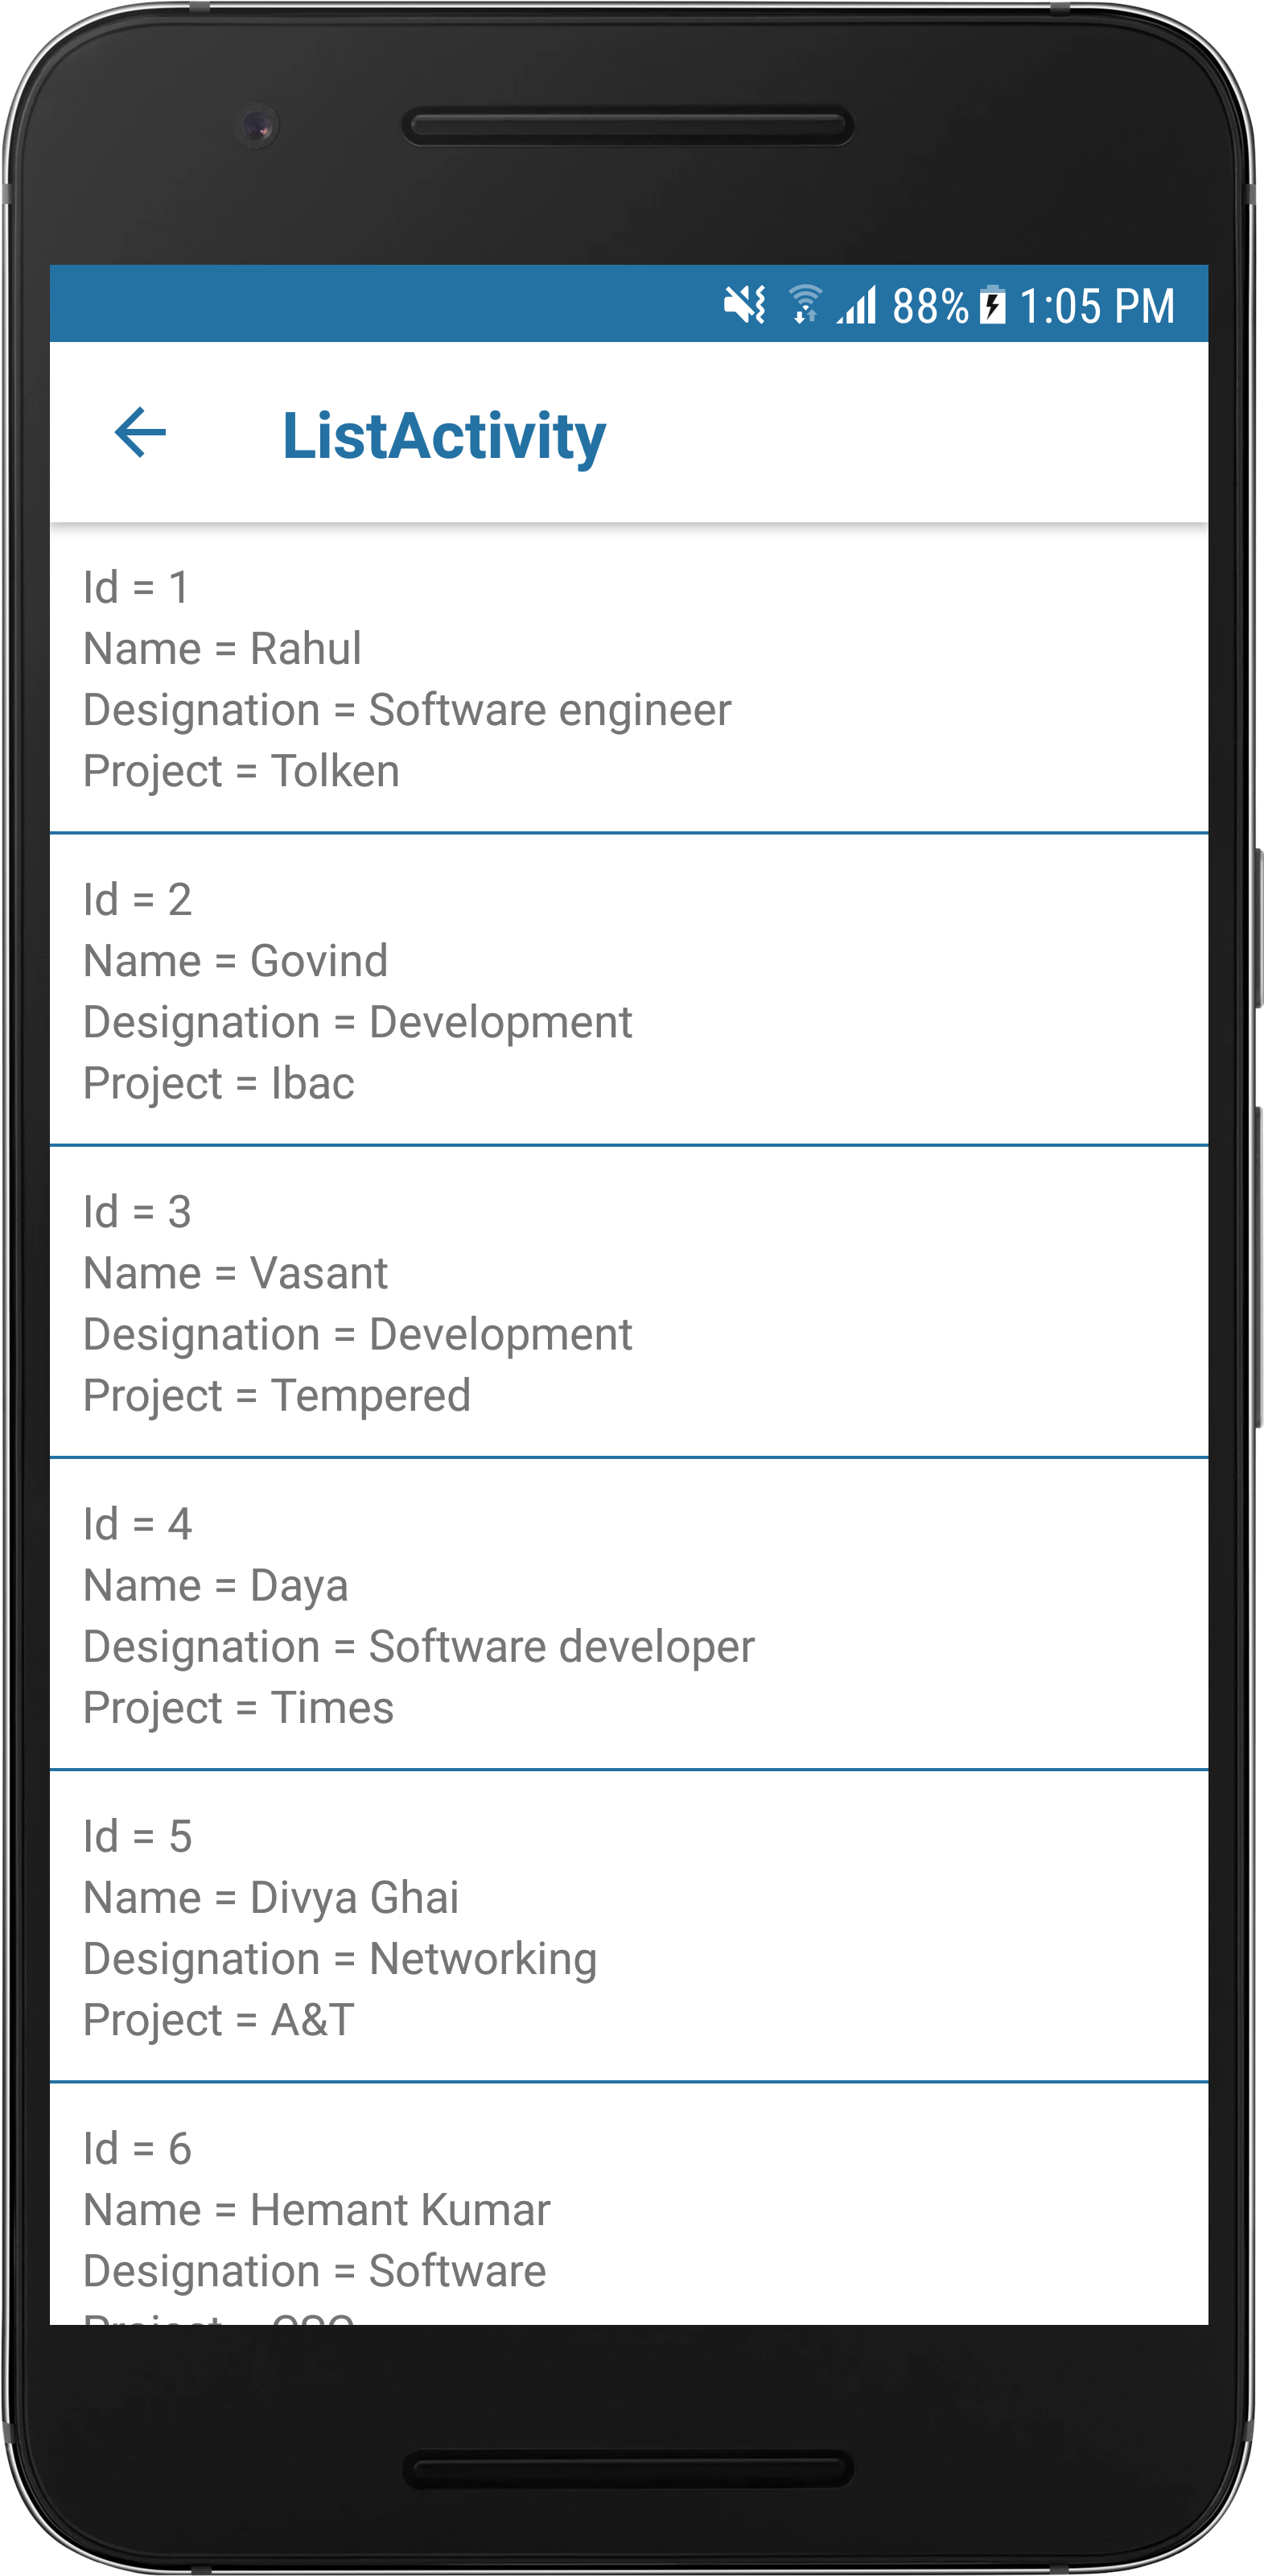 88% 1:05 PM
ListActivity
Id = 1
Name = Rahul
Designation = Software engineer
Project = Tolken
Id = 2
Name = Govind
Designation = Development
Project = Ibac
Id = 3
Name = Vasant
Designation = Development
Project = Tempered
Id = 4
Name = Daya
Designation = Software developer
Project = Times
Id = 5
Name = Divya Ghai
Designation = Networking
Project = A&T
Id = 6
Name = Hemant Kumar
Designation = Software
Project =